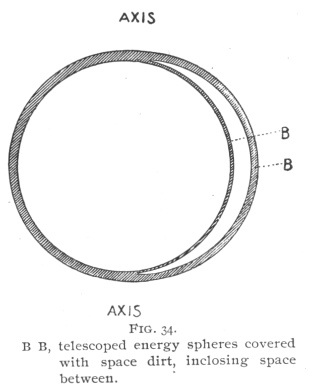 AXIS
B
B
AXIS
FIG. 34.
B B, telescoped energy spheres covered
with space dirt, inclosing space
between.